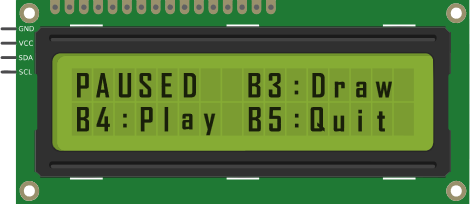 GND
VCC
SDA
SCL
PAUSED B3:Draw
B4:Play B5:Quit